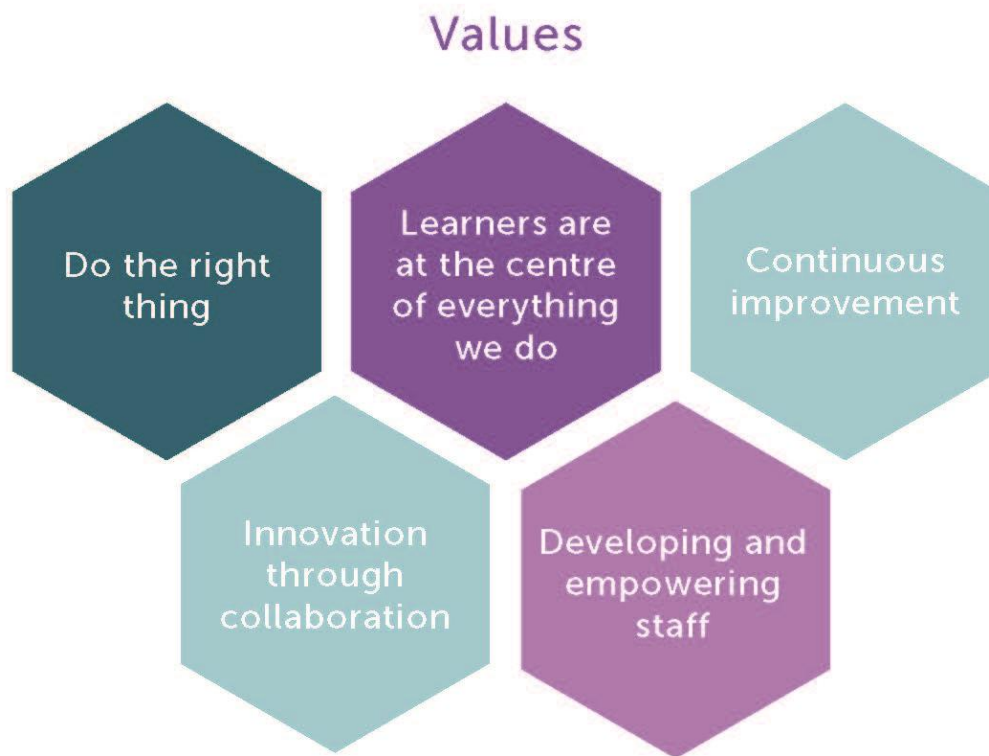 Values
Do the right
thing
Learners are
at the centre
of everything
we do
Continuous
improvement
Innovation
through
collaboration
Developing and
empowering
staff